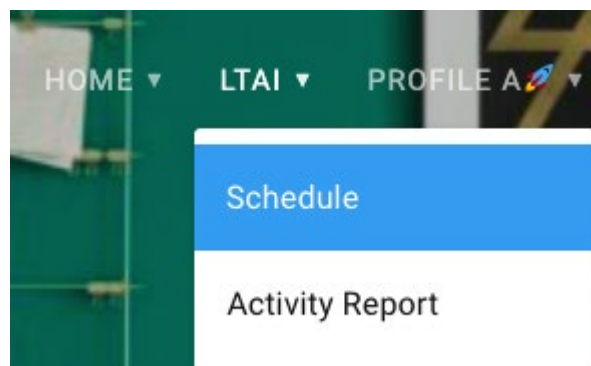 HOME ▼ LTAI ▼ PROFILE A🚀 ▼
Schedule
Activity Report